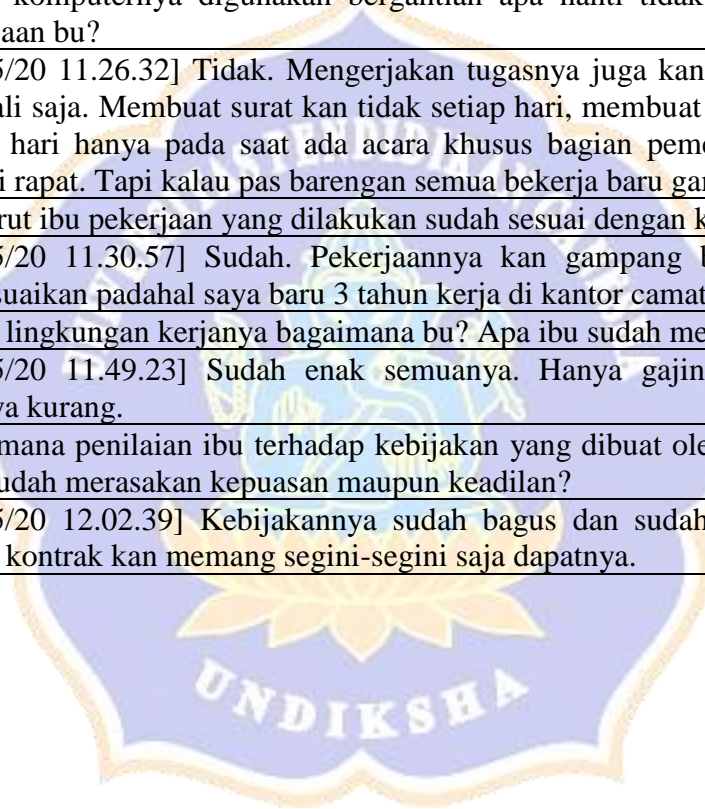 komputernya digunakan bergantian apa nanti tidak
aan bu?
5/20 11.26.32] Tidak. Mengerjakan tugasnya juga kan
ali saja. Membuat surat kan tidak setiap hari, membuat
hari hanya pada saat ada acara khusus bagian peme
i rapat. Tapi kalau pas barengan semua bekerja baru gan
rut ibu pekerjaan yang dilakukan sudah sesuai dengan k
5/20 11.30.57] Sudah. Pekerjaannya kan gampang b
suaikan padahal saya baru 3 tahun kerja di kantor camat
lingkungan kerjanya bagaimana bu? Apa ibu sudah me
5/20 11.49.23] Sudah enak semuanya. Hanya gajin
ya kurang.
mana penilaian ibu terhadap kebijakan yang dibuat ole
udah merasakan kepuasan maupun keadilan?
5/20 12.02.39] Kebijakannya sudah bagus dan sudah
kontrak kan memang segini-segini saja dapatnya.
UNIVERSITAS PENDIDIKAN GANESHA
UNDIKSHA